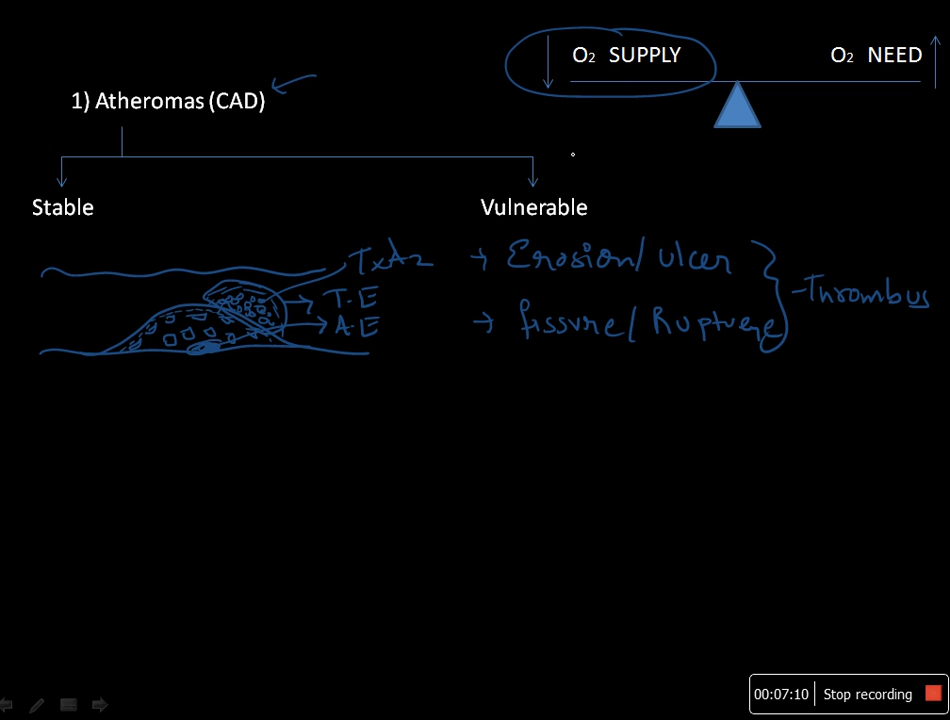 O2 SUPPLY
O2 NEED
1) Atheromas (CAD)
Stable
Vulnerable
TxA2
→ Erosion/ Ulcer
T.E
- Thrombus
A.E
→ fissure/ Ruptuere
00:07:10 Stop recording